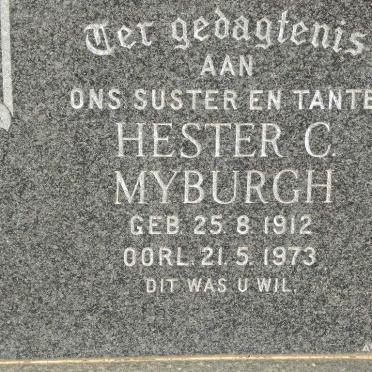 Ter gedagtenis
AAN
ONS SUSTER EN TANTE
HESTER C.
MYBURGH
GEB. 25. 8. 1912
OORL. 21. 5. 1973
DIT WAS U WIL.